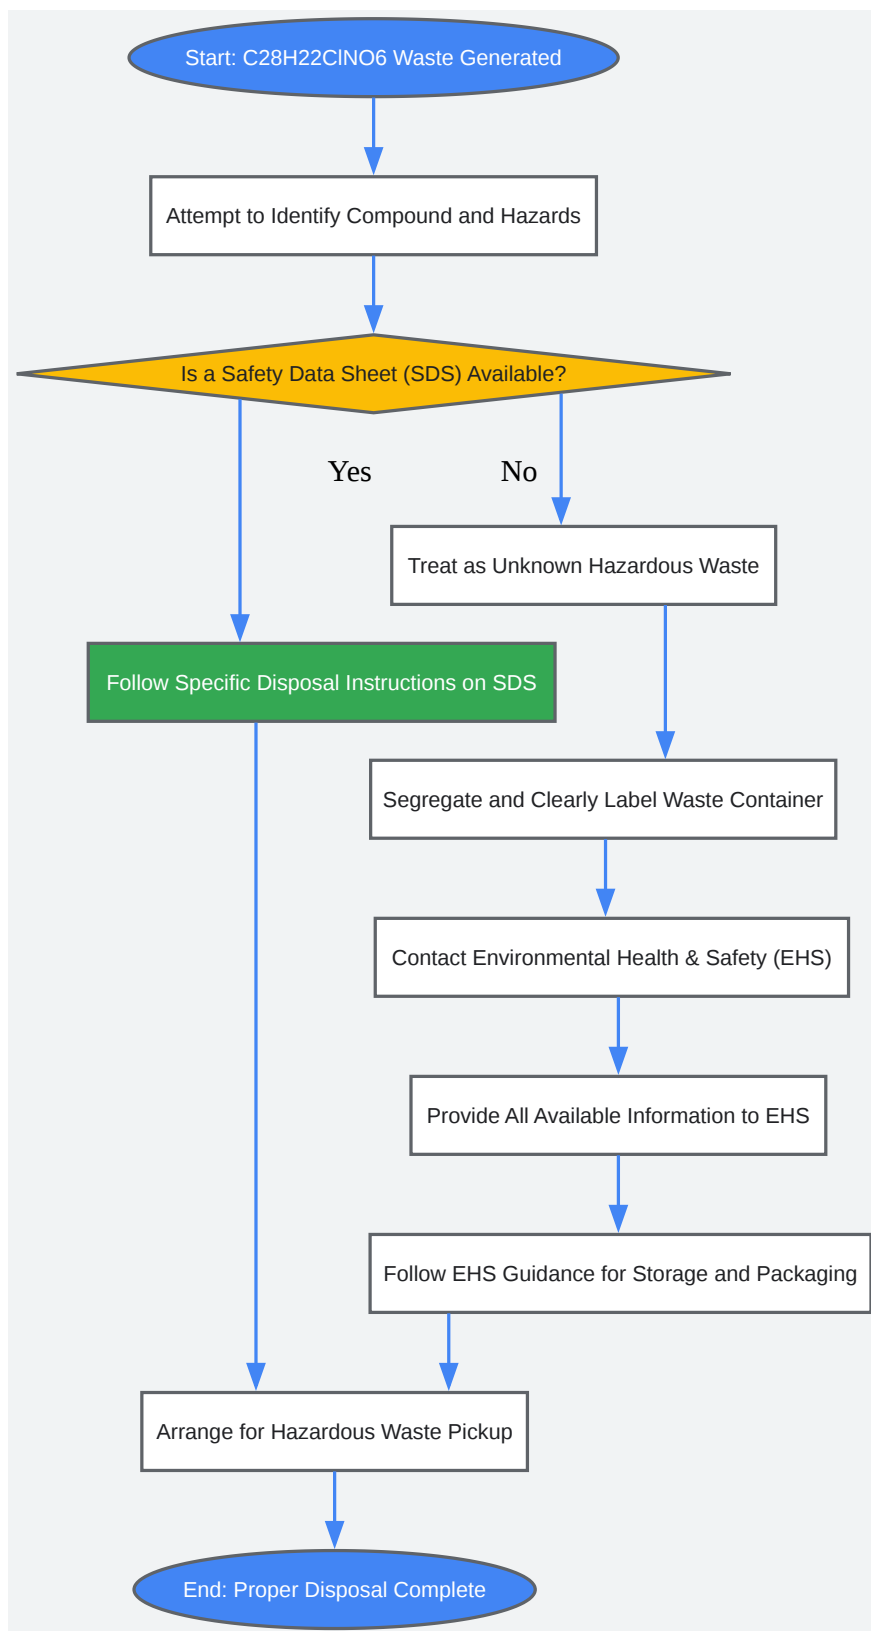 Start: C28H22ClNO6 Waste Generated
Attempt to Identify Compound and Hazards
Is a Safety Data Sheet (SDS) Available?
Yes
No
Treat as Unknown Hazardous Waste
Follow Specific Disposal Instructions on SDS
Segregate and Clearly Label Waste Container
Contact Environmental Health & Safety (EHS)
Provide All Available Information to EHS
Follow EHS Guidance for Storage and Packaging
Arrange for Hazardous Waste Pickup
End: Proper Disposal Complete